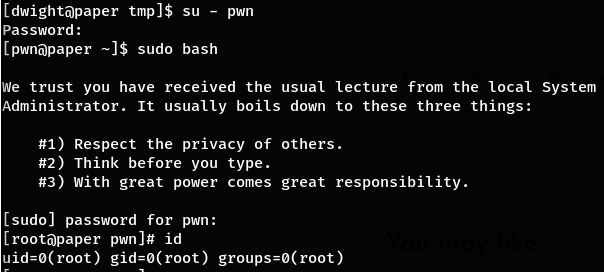 [dwight@paper tmp]$ su - pwn
Password:
[pwn@paper ~]$ sudo bash
We trust you have received the usual lecture from the local System
Administrator. It usually boils down to these three things:
#1) Respect the privacy of others.
#2) Think before you type.
#3) With great power comes great responsibility.
[sudo] password for pwn:
[root@paper pwn]# id
You may like
uid=0(root) gid=0(root) groups=0(root)